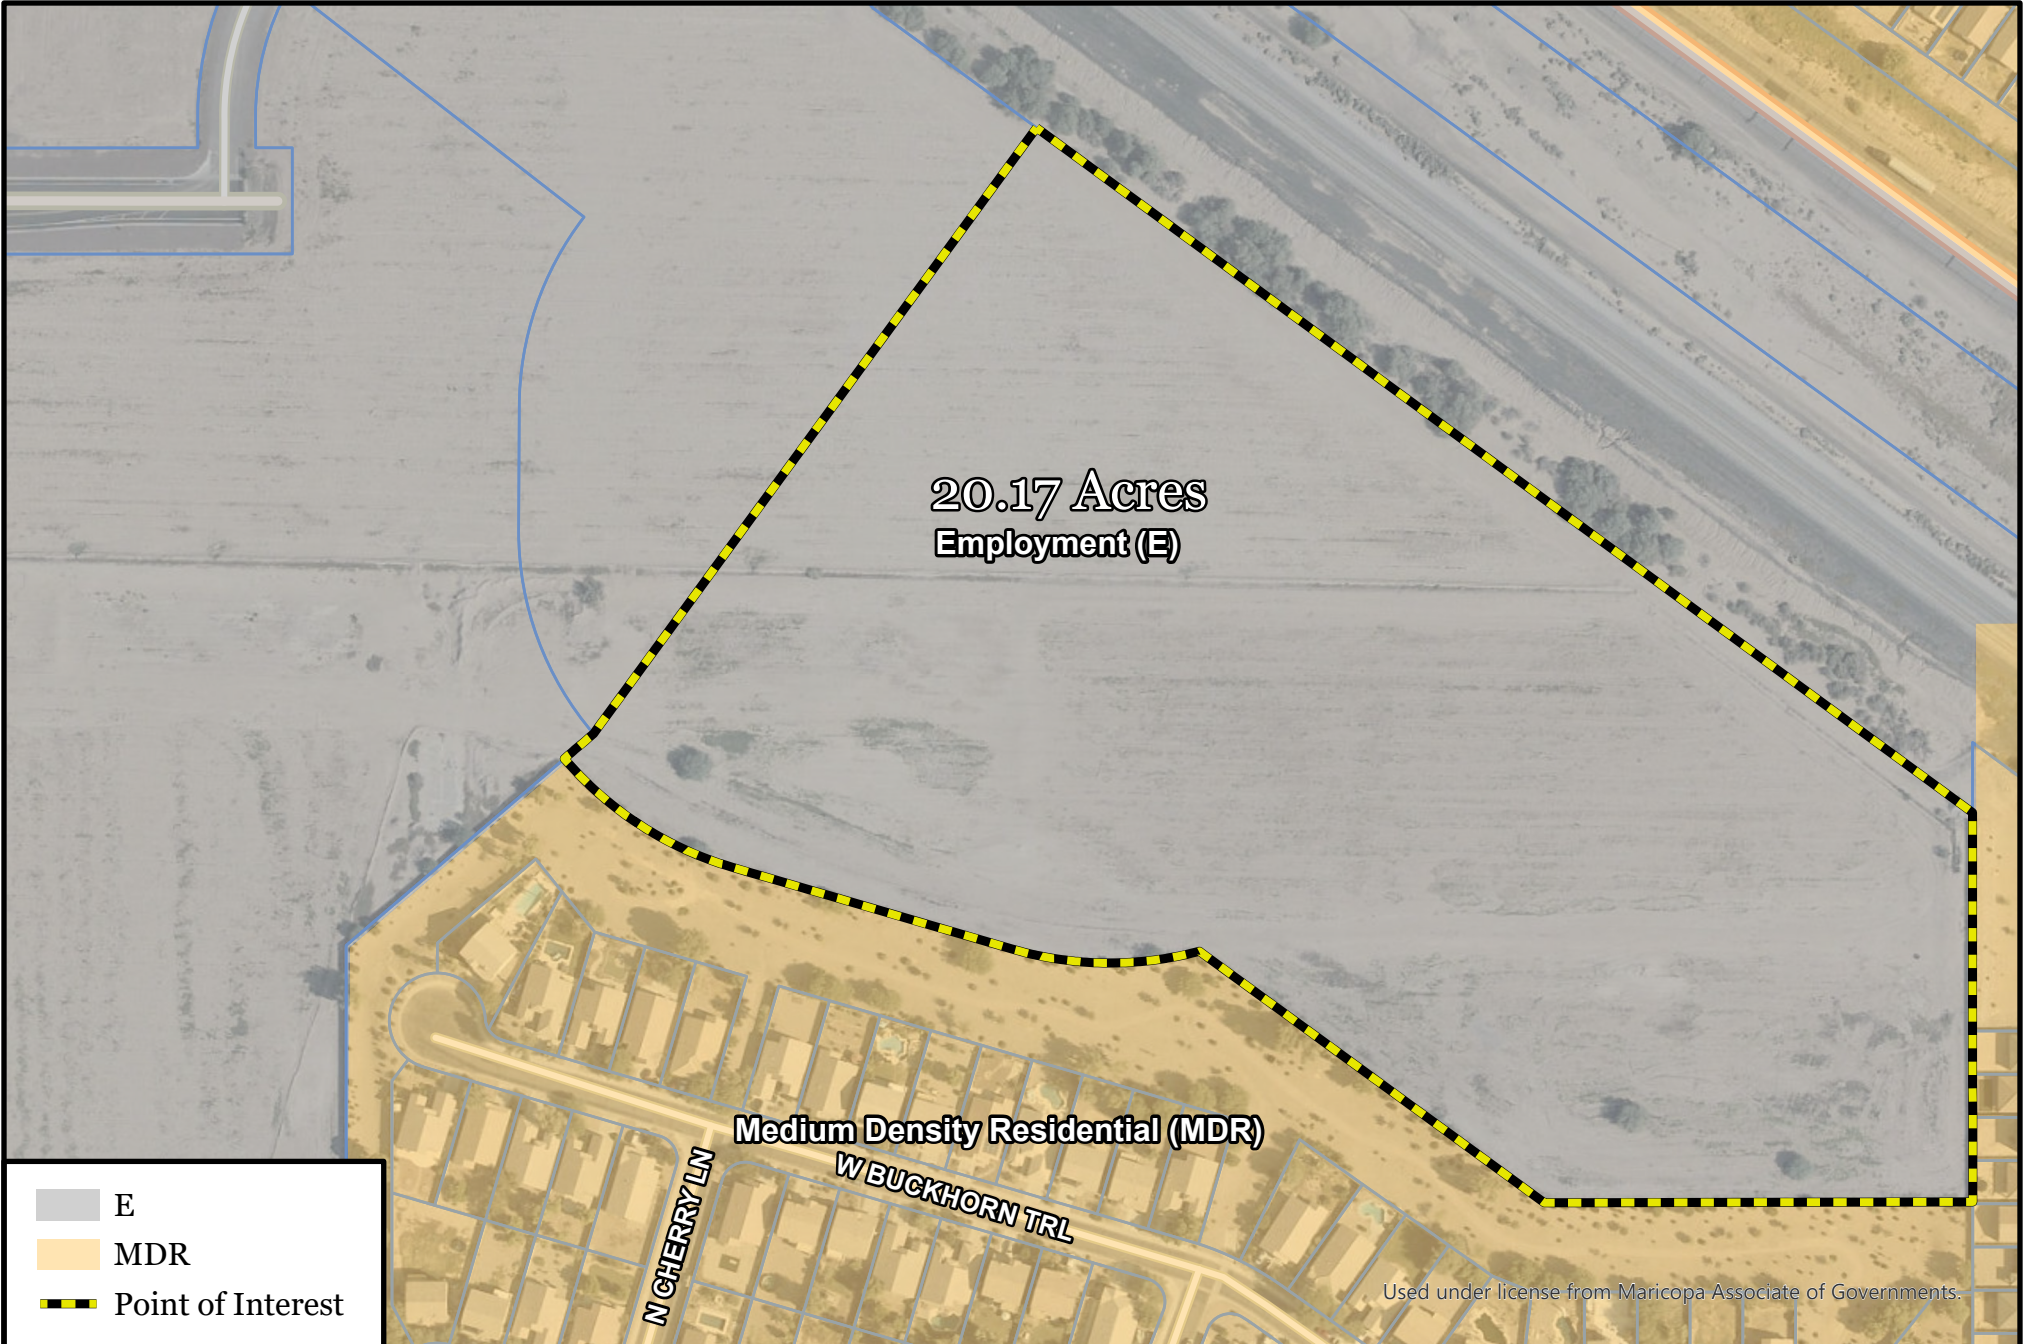 20.17 Acres
Employment (E)
Medium Density Residential (MDR)
W BUCKHORN TRL
N CHERRY LN
E
MDR
Point of Interest
Used under license from Maricopa Associate of Governments.